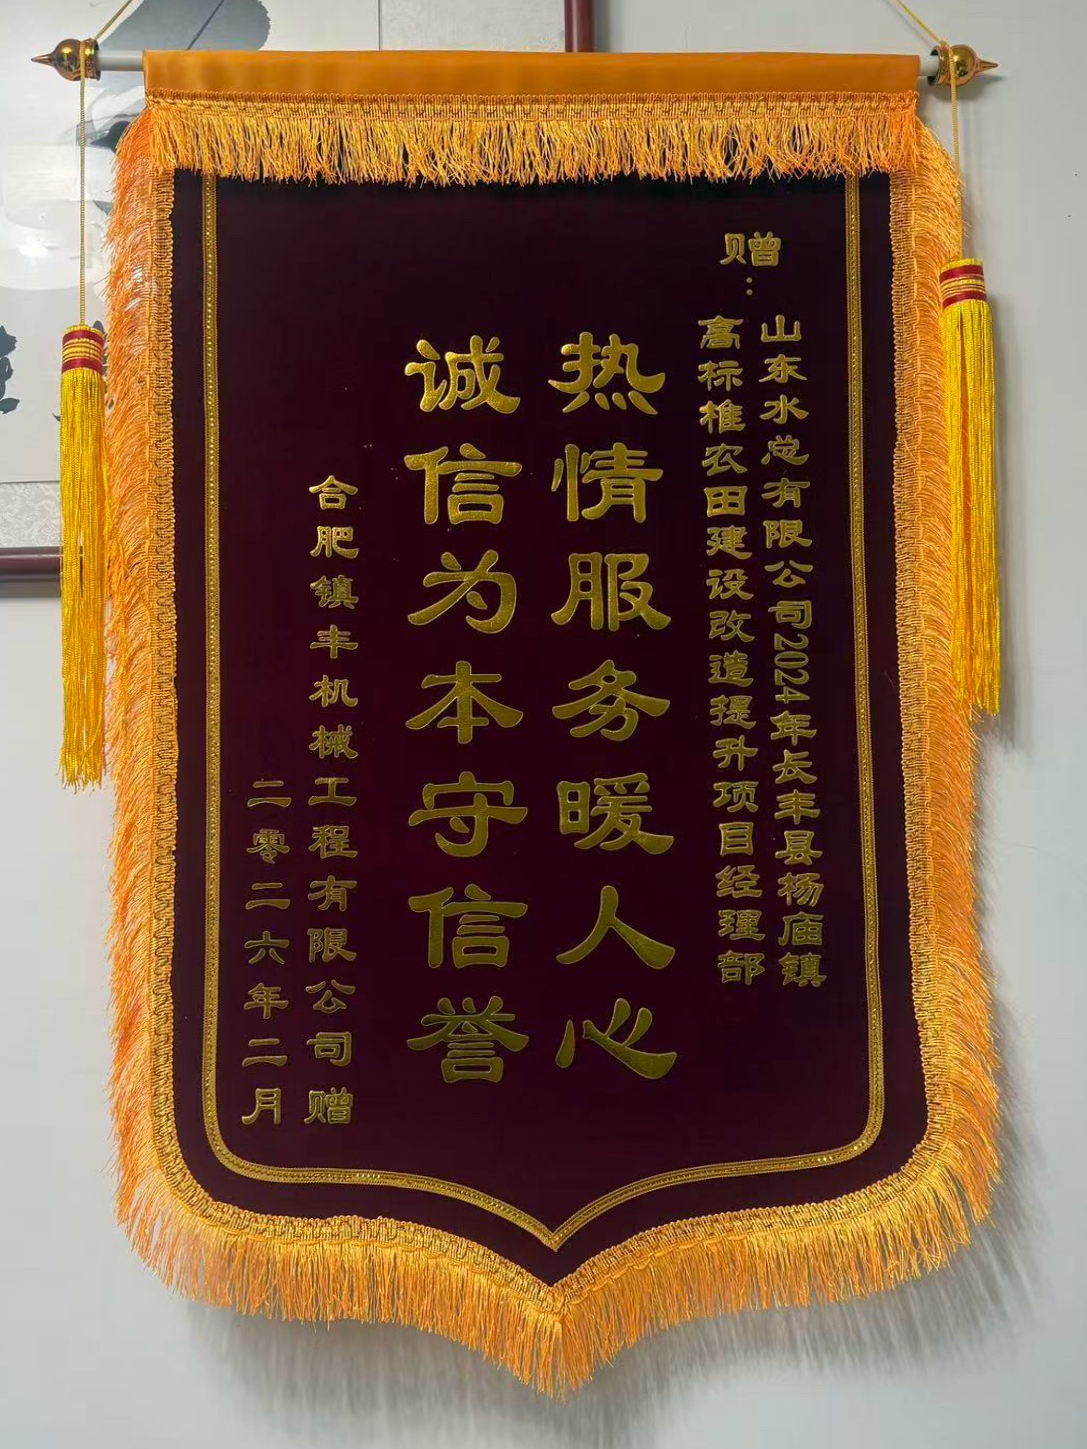 赠：
山东水总有限公司2024年长丰县杨庙镇
高标椎农田建设改造提升项目经理部
热情服务暖人心
诚信为本守信誉
合肥镇丰机械工程有限公司赠
二零二六年二月